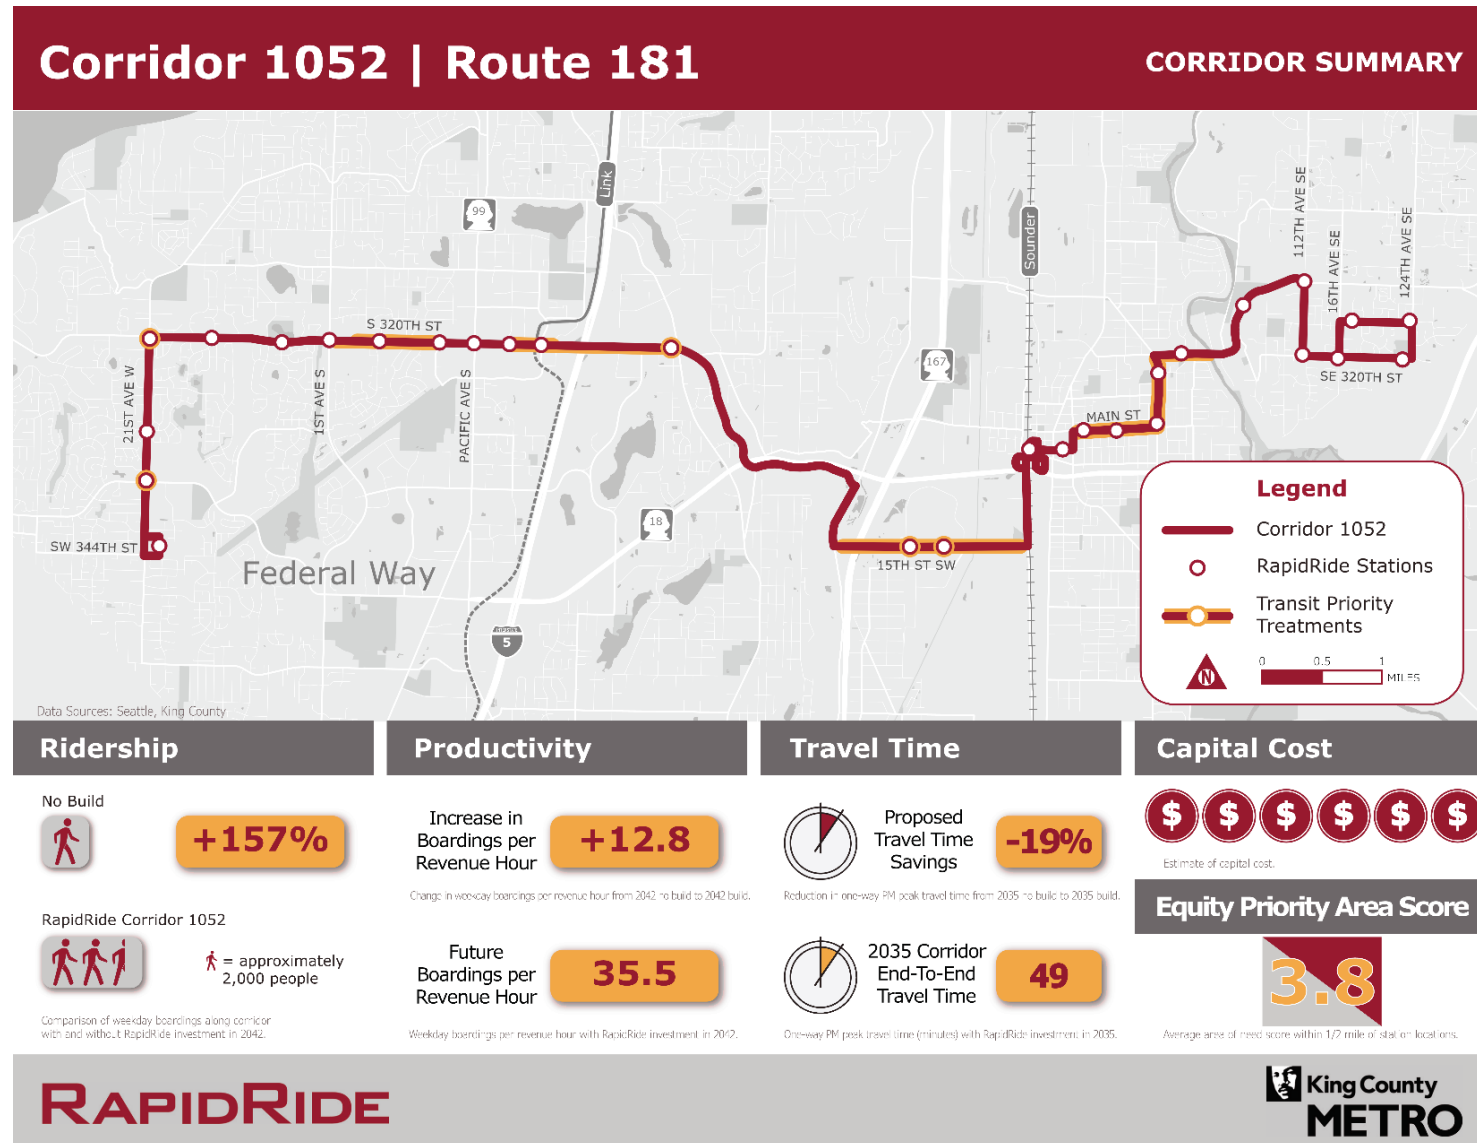 Corridor 1052 | Route 181
CORRIDOR SUMMARY
Link
99
Sounder
112TH AVE SE
16TH AVE SE
124TH AVE SE
S 320TH ST
21ST AVE W
1ST AVE S
PACIFIC AVE S
167
SE 320TH ST
MAIN ST
SW 344TH ST
Federal Way
18
15TH ST SW
5
Legend
Corridor 1052
RapidRide Stations
Transit Priority
Treatments
N
0 0.5 1
MILES
Data Sources: Seattle, King County
Ridership
No Build
+157%
RapidRide Corridor 1052
= approximately
2,000 people
Comparison of weekday boardings along corridor
with and without RapidRide investment in 2042.
Productivity
Increase in
Boardings per
Revenue Hour
+12.8
Change in weekday boardings per revenue hour from 2042 no build to 2042 build.
Future
Boardings per
Revenue Hour
35.5
Weekday boardings per revenue hour with RapidRide investment in 2042.
Travel Time
Proposed
Travel Time
Savings
-19%
Reduction in one-way PM peak travel time from 2035 no build to 2035 build.
2035 Corridor
End-To-End
Travel Time
49
One-way PM peak travel time (minutes) with RapidRide investment in 2035.
Capital Cost
$ $ $ $ $ $
Estimate of capital cost.
Equity Priority Area Score
3.8
Average area of need score within 1/2 mile of station locations.
RAPIDRIDE
King County
METRO